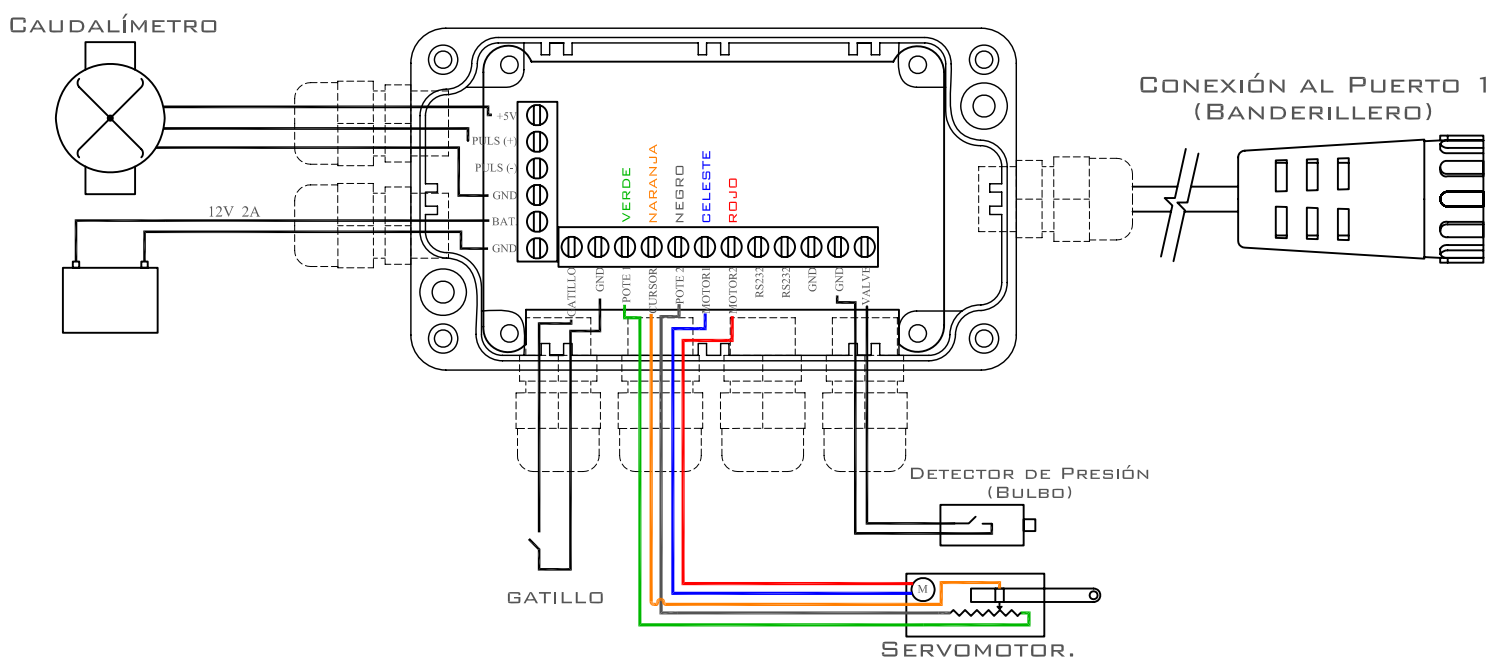 CAUDALÍMETRO
CONEXIÓN AL PUERTO 1
(BANDERILLERO)
+5V
PULS (+)
PULS (-)
GND
BAT.
GND
12V 2A
VERDE
NARANJA
NEGRO
CELESTE
ROJO
GATILLO
GND
POTE 1
CURSOR
POTE 2
MOTOR1
MOTOR2
RS232
RS232
GND
GND
VALVE
DETECTOR DE PRESIÓN
(BULBO)
GATILLO
M
SERVOMOTOR.